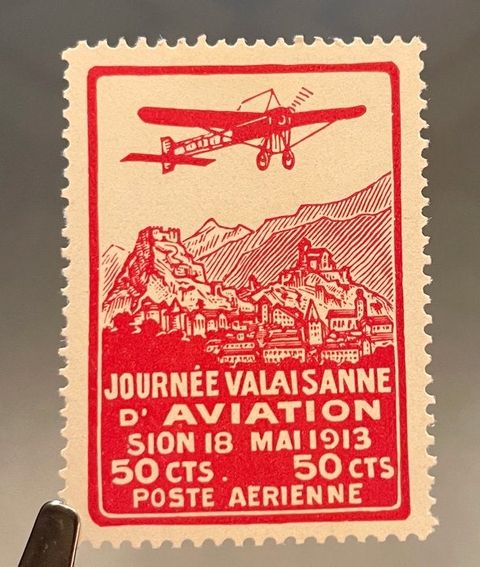 JOURNÉE VALAISANNE
D' AVIATION
SION 18 MAI 1913
50 CTS. 50 CTS
POSTE AERIENNE